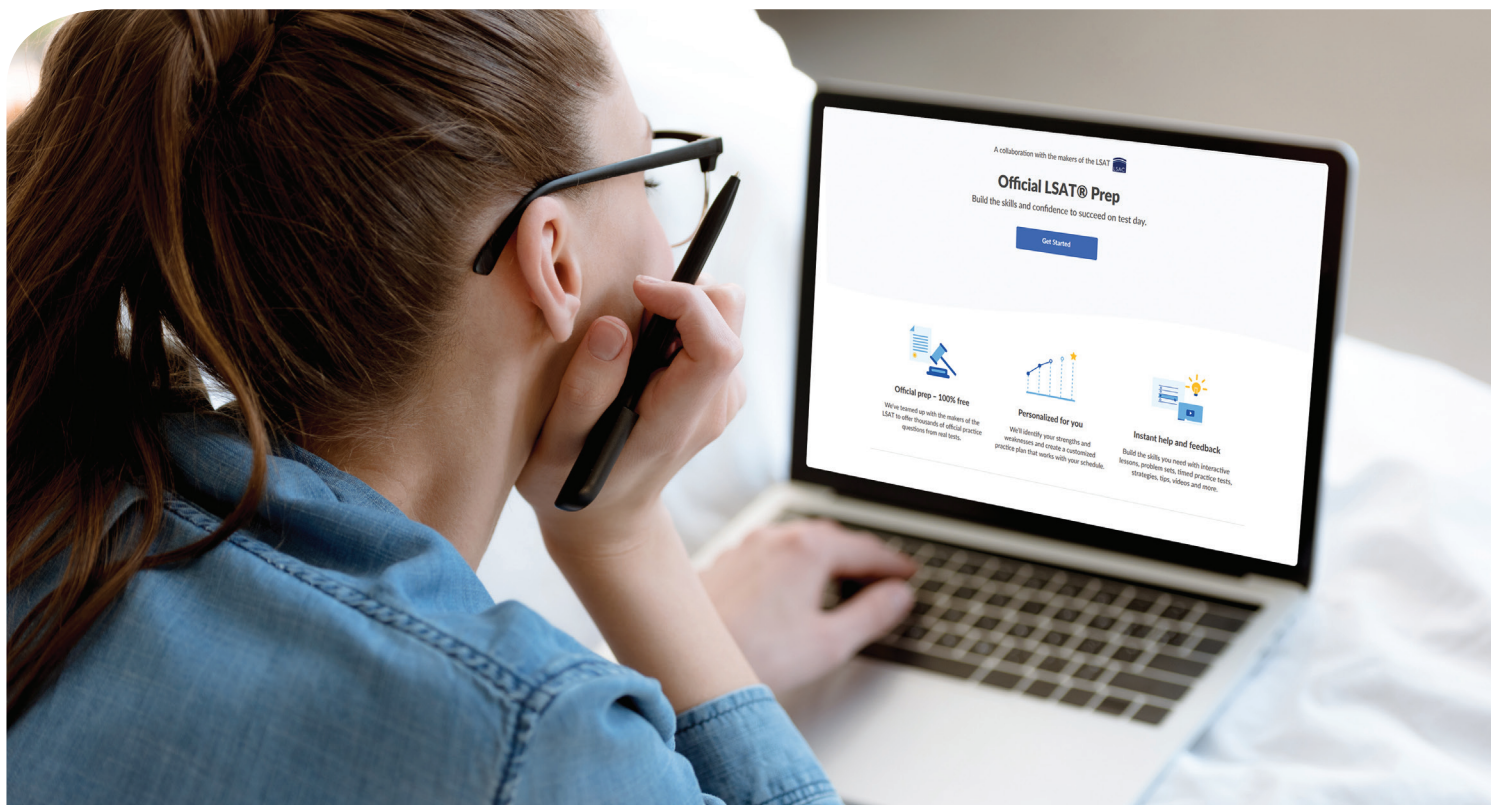 A collaboration with the makers of the LSAT
LSAC
Official LSAT® Prep
Build the skills and confidence to succeed on test day.
Get Started
Official prep – 100% free
We've teamed up with the makers of the
LSAT to offer thousands of official practice
questions from real tests.
Personalized for you
We'll identify your strengths and
weaknesses and create a customized
practice plan that works with your schedule.
Instant help and feedback
Build the skills you need with interactive
lessons, problem sets, timed practice tests,
strategies, tips, videos and more.